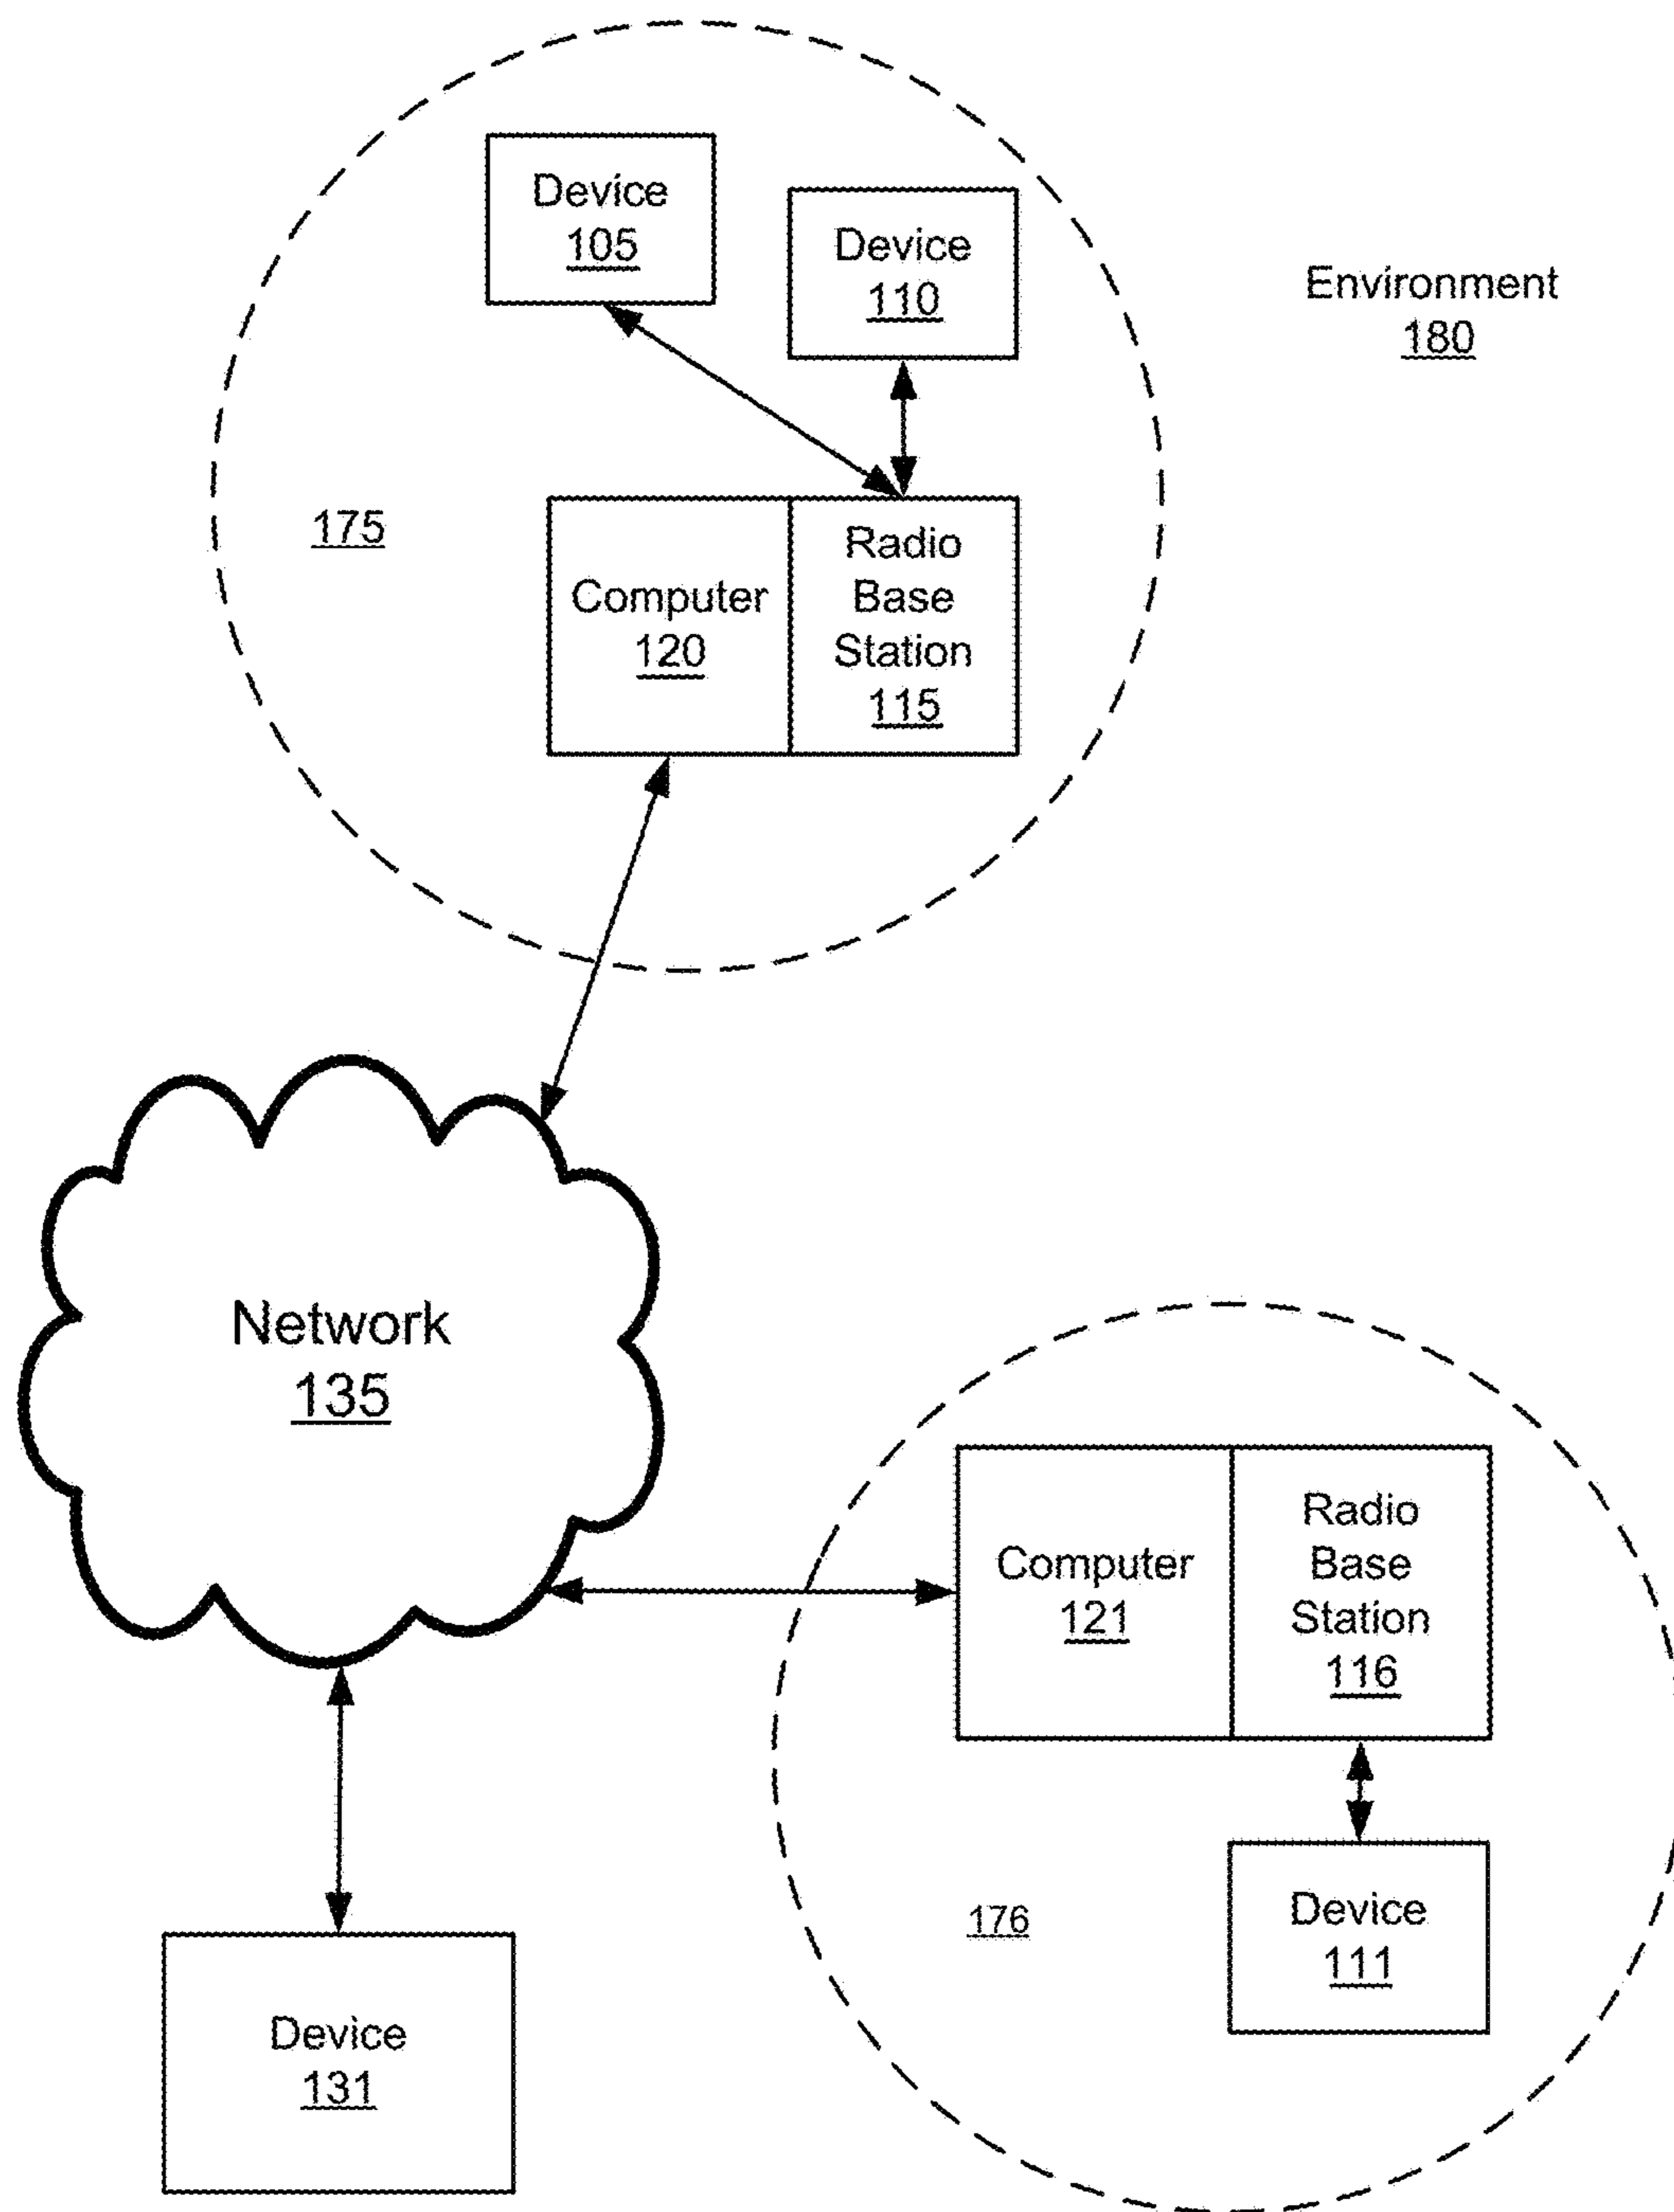 Device
105
Device
110
Environment
180
175
Computer
120
Radio
Base
Station
115
Network
135
Computer
121
Radio
Base
Station
116
176
Device
111
Device
131